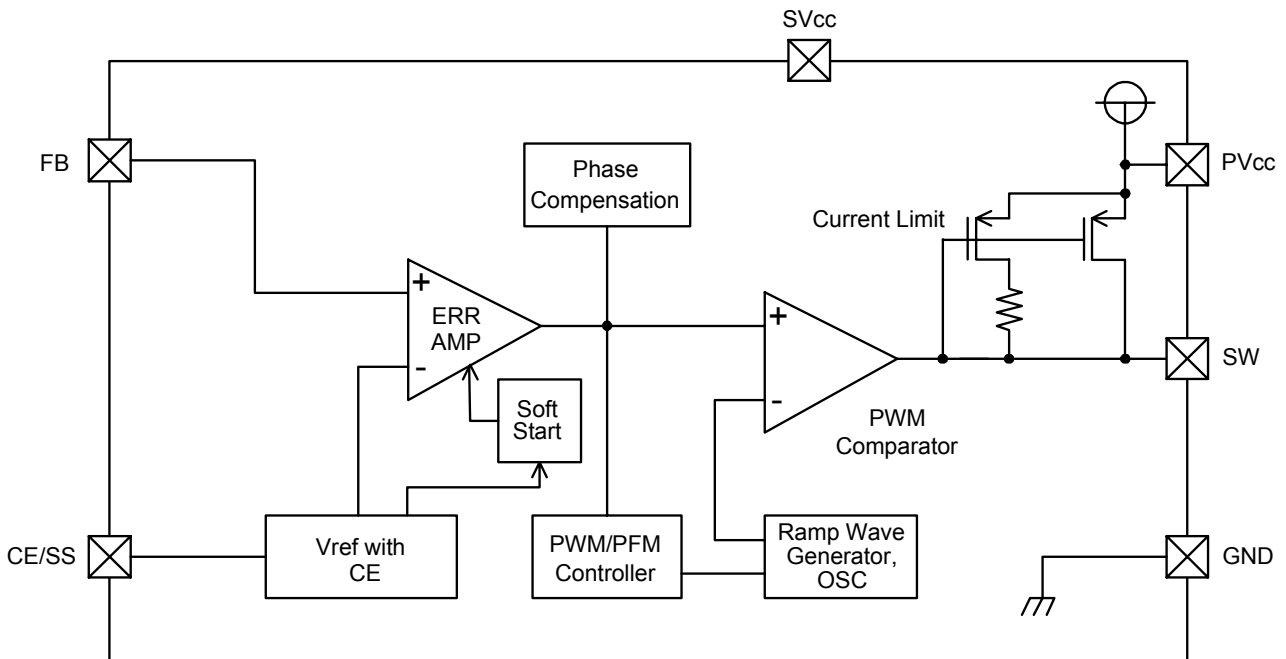 SVcc
FB
PVcc
Phase
Compensation
Current Limit
+
ERR
AMP
-
+
-
SW
Soft
Start
PWM
Comparator
CE/SS
Vref with
CE
PWM/PFM
Controller
Ramp Wave
Generator,
OSC
GND